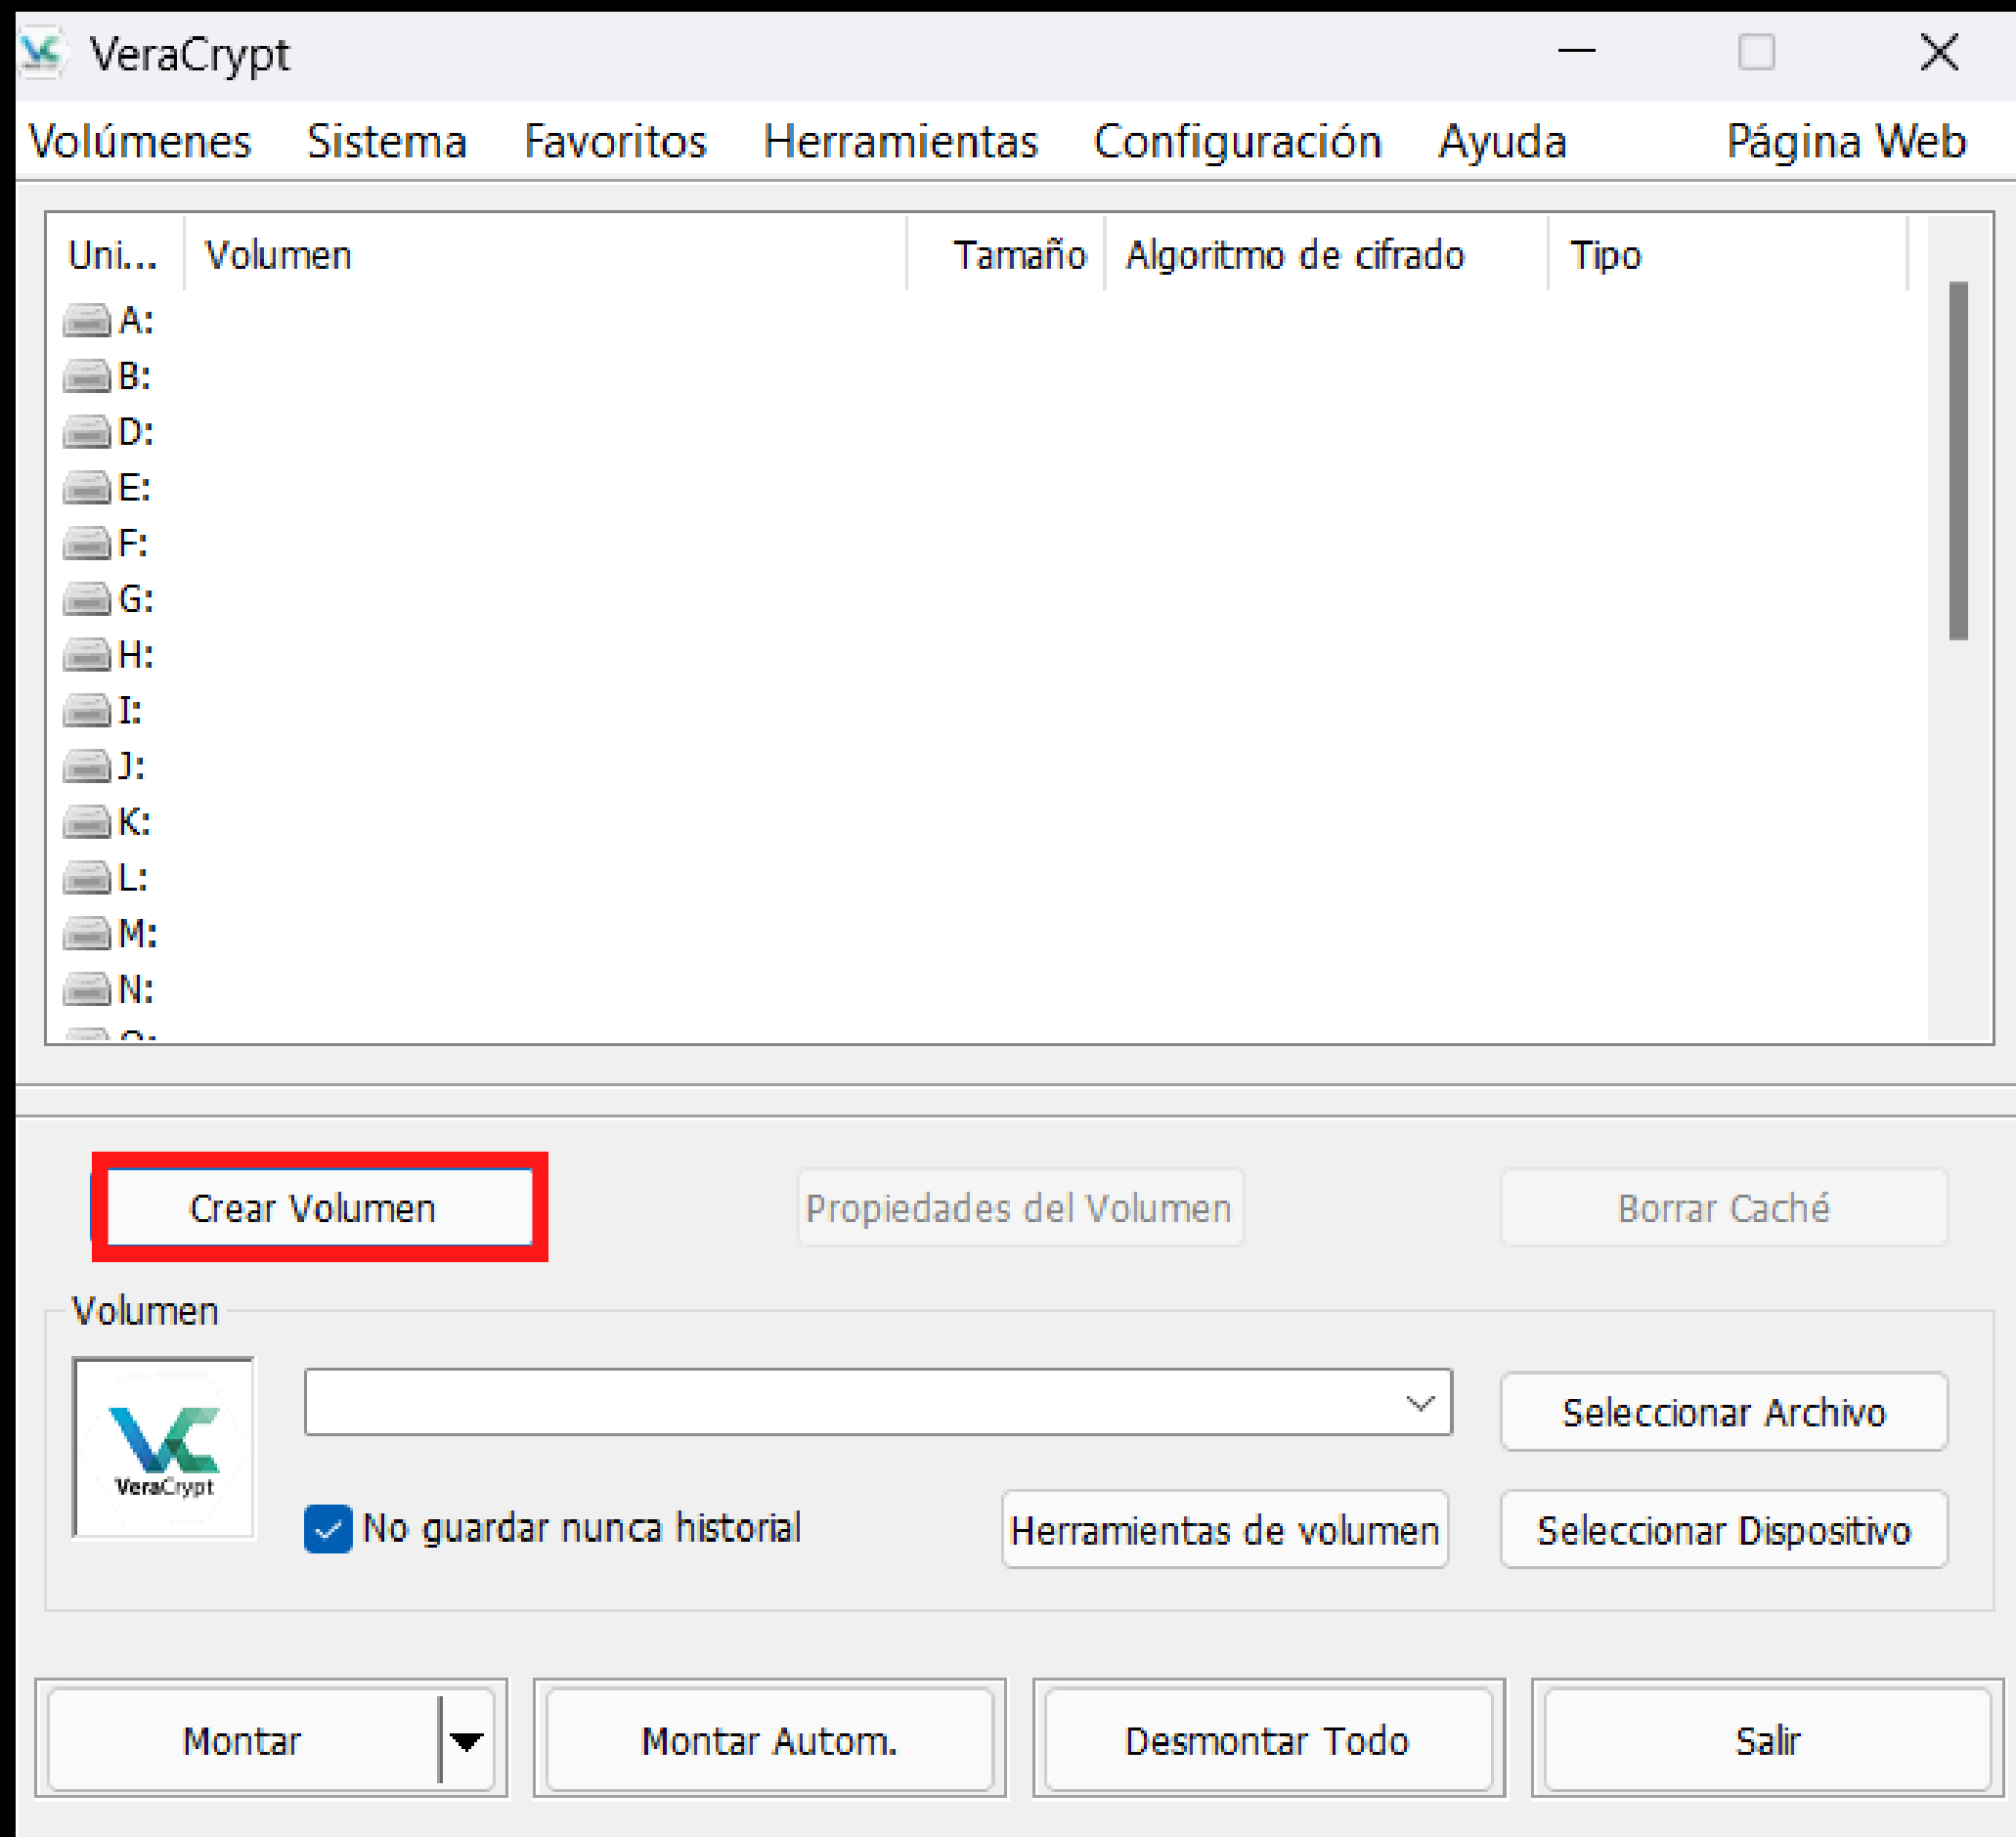 VeraCrypt
Volúmenes Sistema Favoritos Herramientas Configuración Ayuda Página Web
Uni... Volumen Tamaño Algoritmo de cifrado Tipo
A:
B:
D:
E:
F:
G:
H:
I:
J:
K:
L:
M:
N:
Crear Volumen Propiedades del Volumen Borrar Caché
Volumen
Seleccionar Archivo
VeraCrypt
No guardar nunca historial Herramientas de volumen Seleccionar Dispositivo
Montar Montar Autom. Desmontar Todo Salir